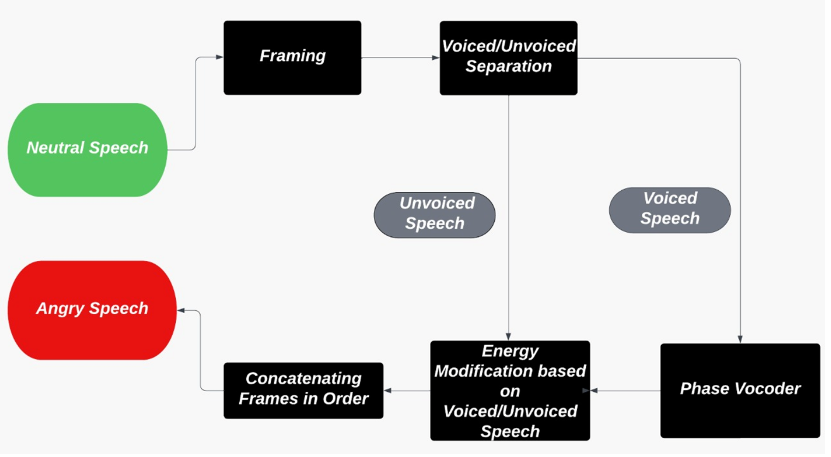 Framing
Voiced/Unvoiced
Separation
Neutral Speech
Unvoiced
Speech
Voiced
Speech
Angry Speech
Concatenating
Frames in Order
Energy
Modification based
on
Voiced/Unvoiced
Speech
Phase Vocoder